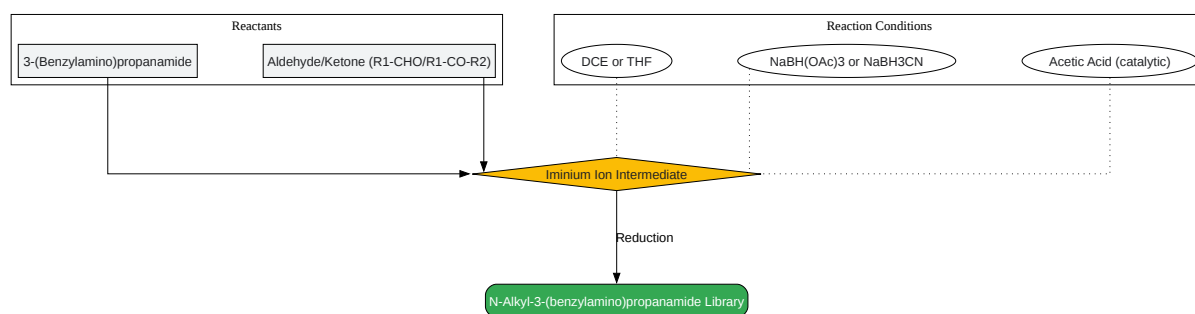 Reactants
Reaction Conditions
3-(Benzylamino)propanamide
Aldehyde/Ketone (R1-CHO/R1-CO-R2)
DCE or THF
NaBH(OAc)3 or NaBH3CN
Acetic Acid (catalytic)
Iminium Ion Intermediate
Reduction
N-Alkyl-3-(benzylamino)propanamide Library